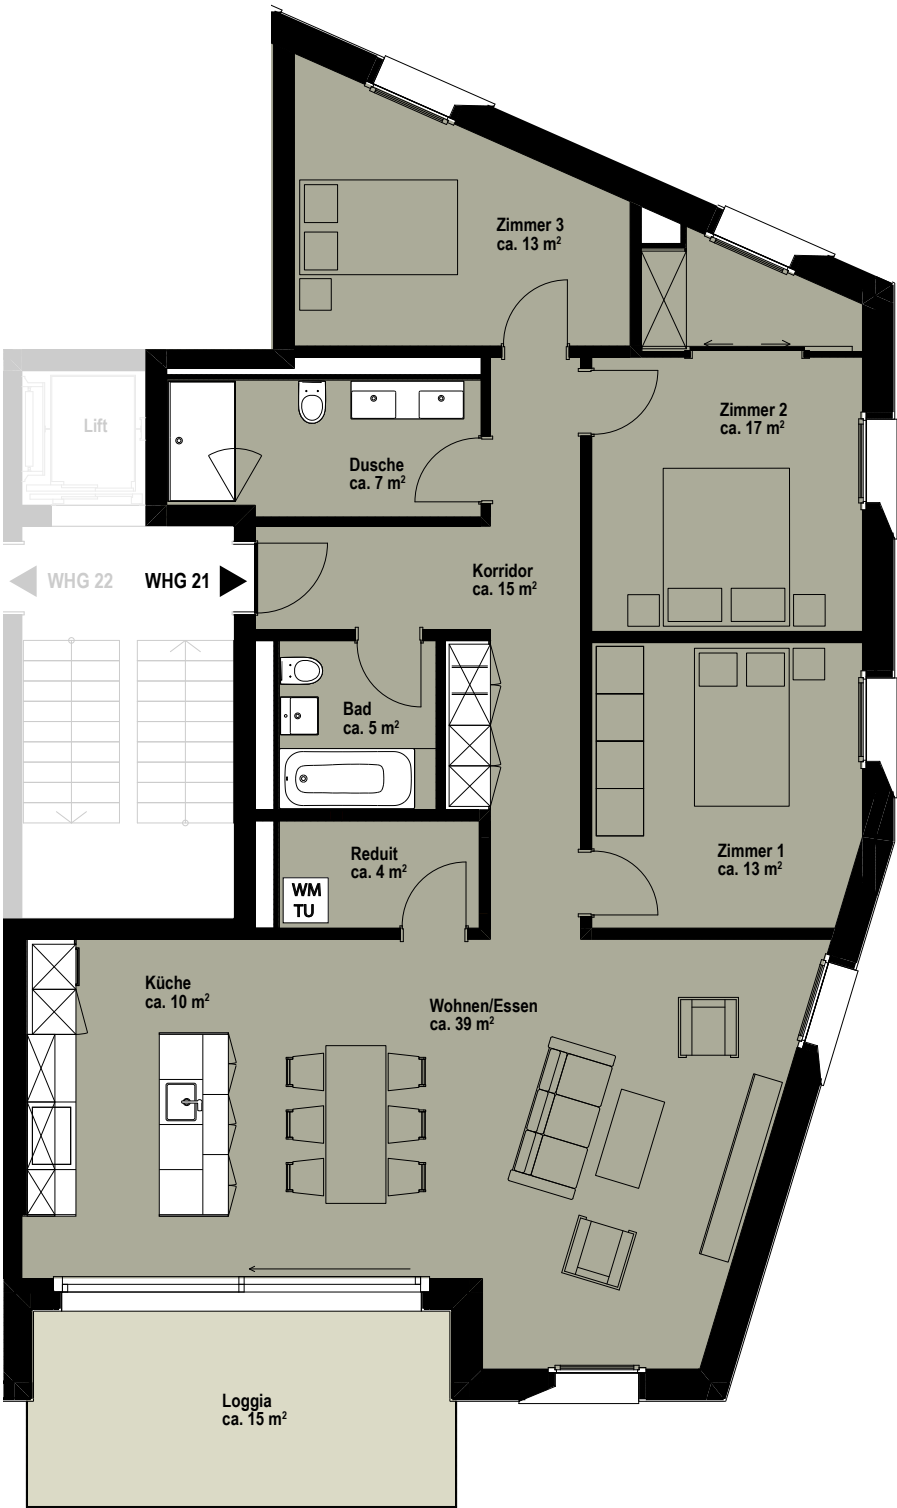 Zimmer 3
ca. 13 m²
Zimmer 2
ca. 17 m²
Lift
Dusche
ca. 7 m²
WHG 22
WHG 21
Korridor
ca. 15 m²
Bad
ca. 5 m²
Reduit
ca. 4 m²
WM
TU
Zimmer 1
ca. 13 m²
Küche
ca. 10 m²
Wohnen/Essen
ca. 39 m²
Loggia
ca. 15 m²